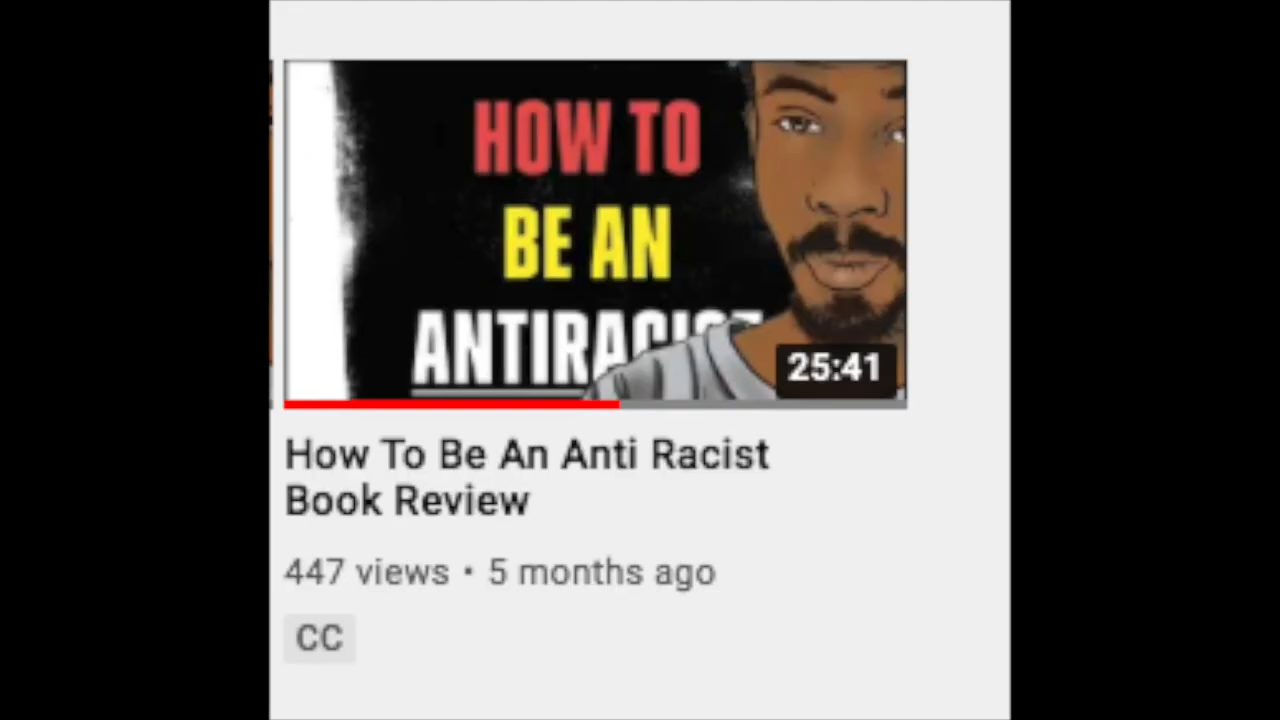 HOW TO
BE AN
ANTIRACIST
25:41
How To Be An Anti Racist
Book Review
447 views • 5 months ago
CC